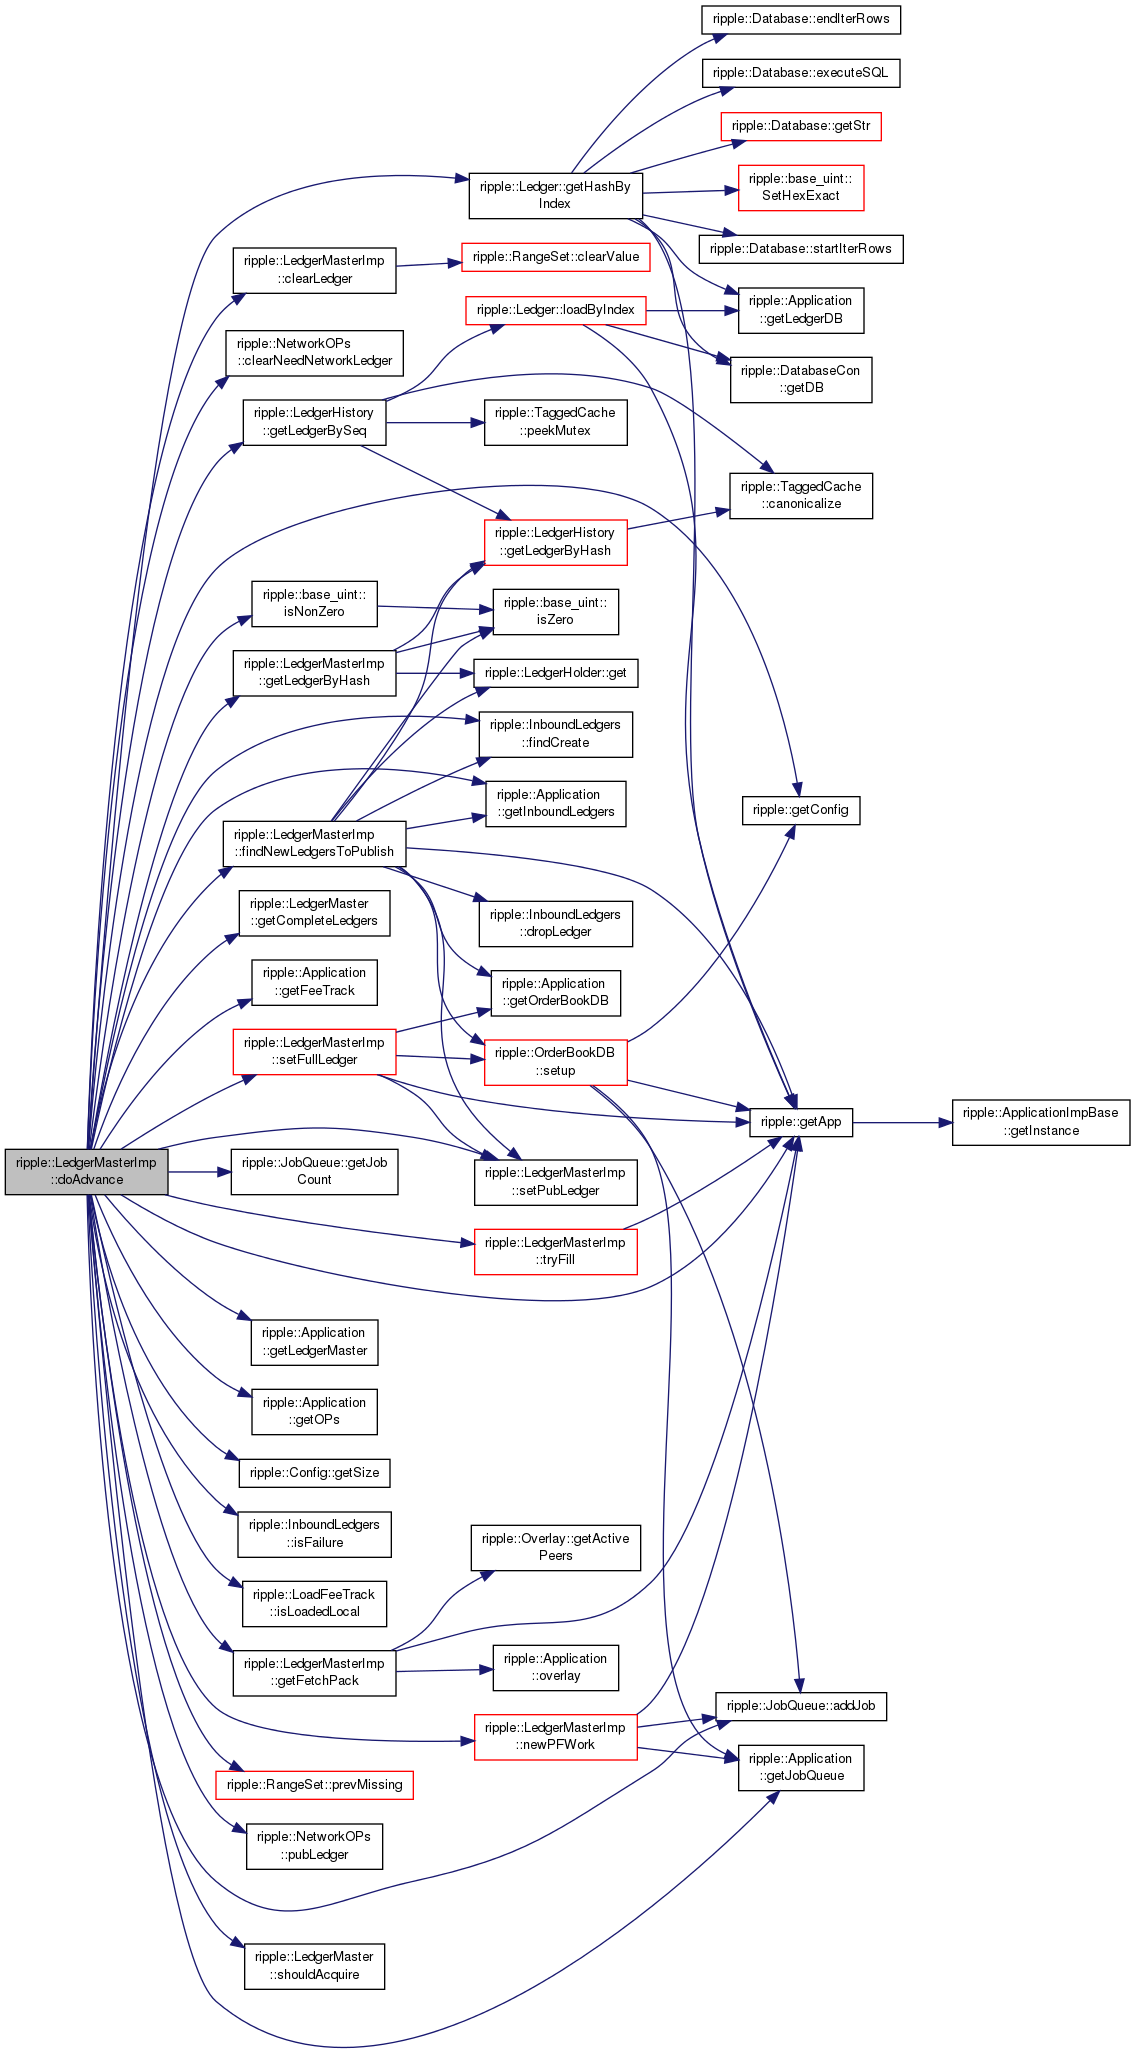 ripple::Database::endIterRows
ripple::Database::executeSQL
ripple::Database::getStr
ripple::base_uint::
SetHexExact
ripple::Ledger::getHashBy
Index
ripple::Database::startIterRows
ripple::LedgerMasterImp
::clearLedger
ripple::RangeSet::clearValue
ripple::Ledger::loadByIndex
ripple::Application
::getLedgerDB
ripple::NetworkOPs
::clearNeedNetworkLedger
ripple::DatabaseCon
::getDB
ripple::LedgerHistory
::getLedgerBySeq
ripple::TaggedCache
::peekMutex
ripple::TaggedCache
::canonicalize
ripple::LedgerHistory
::getLedgerByHash
ripple::base_uint::
isNonZero
ripple::base_uint::
isZero
ripple::LedgerMasterImp
::getLedgerByHash
ripple::LedgerHolder::get
ripple::InboundLedgers
::findCreate
ripple::Application
::getInboundLedgers
ripple::getConfig
ripple::LedgerMasterImp
::findNewLedgersToPublish
ripple::LedgerMaster
::getCompleteLedgers
ripple::InboundLedgers
::dropLedger
ripple::Application
::getFeeTrack
ripple::Application
::getOrderBookDB
ripple::LedgerMasterImp
::setFullLedger
ripple::OrderBookDB
::setup
ripple::getApp
ripple::ApplicationImpBase
::getInstance
ripple::LedgerMasterImp
::doAdvance
ripple::JobQueue::getJob
Count
ripple::LedgerMasterImp
::setPubLedger
ripple::LedgerMasterImp
::tryFill
ripple::Application
::getLedgerMaster
ripple::Application
::getOPs
ripple::Config::getSize
ripple::InboundLedgers
::isFailure
ripple::Overlay::getActive
Peers
ripple::LoadFeeTrack
::isLoadedLocal
ripple::LedgerMasterImp
::getFetchPack
ripple::Application
::overlay
ripple::JobQueue::addJob
ripple::LedgerMasterImp
::newPFWork
ripple::Application
::getJobQueue
ripple::RangeSet::prevMissing
ripple::NetworkOPs
::pubLedger
ripple::LedgerMaster
::shouldAcquire